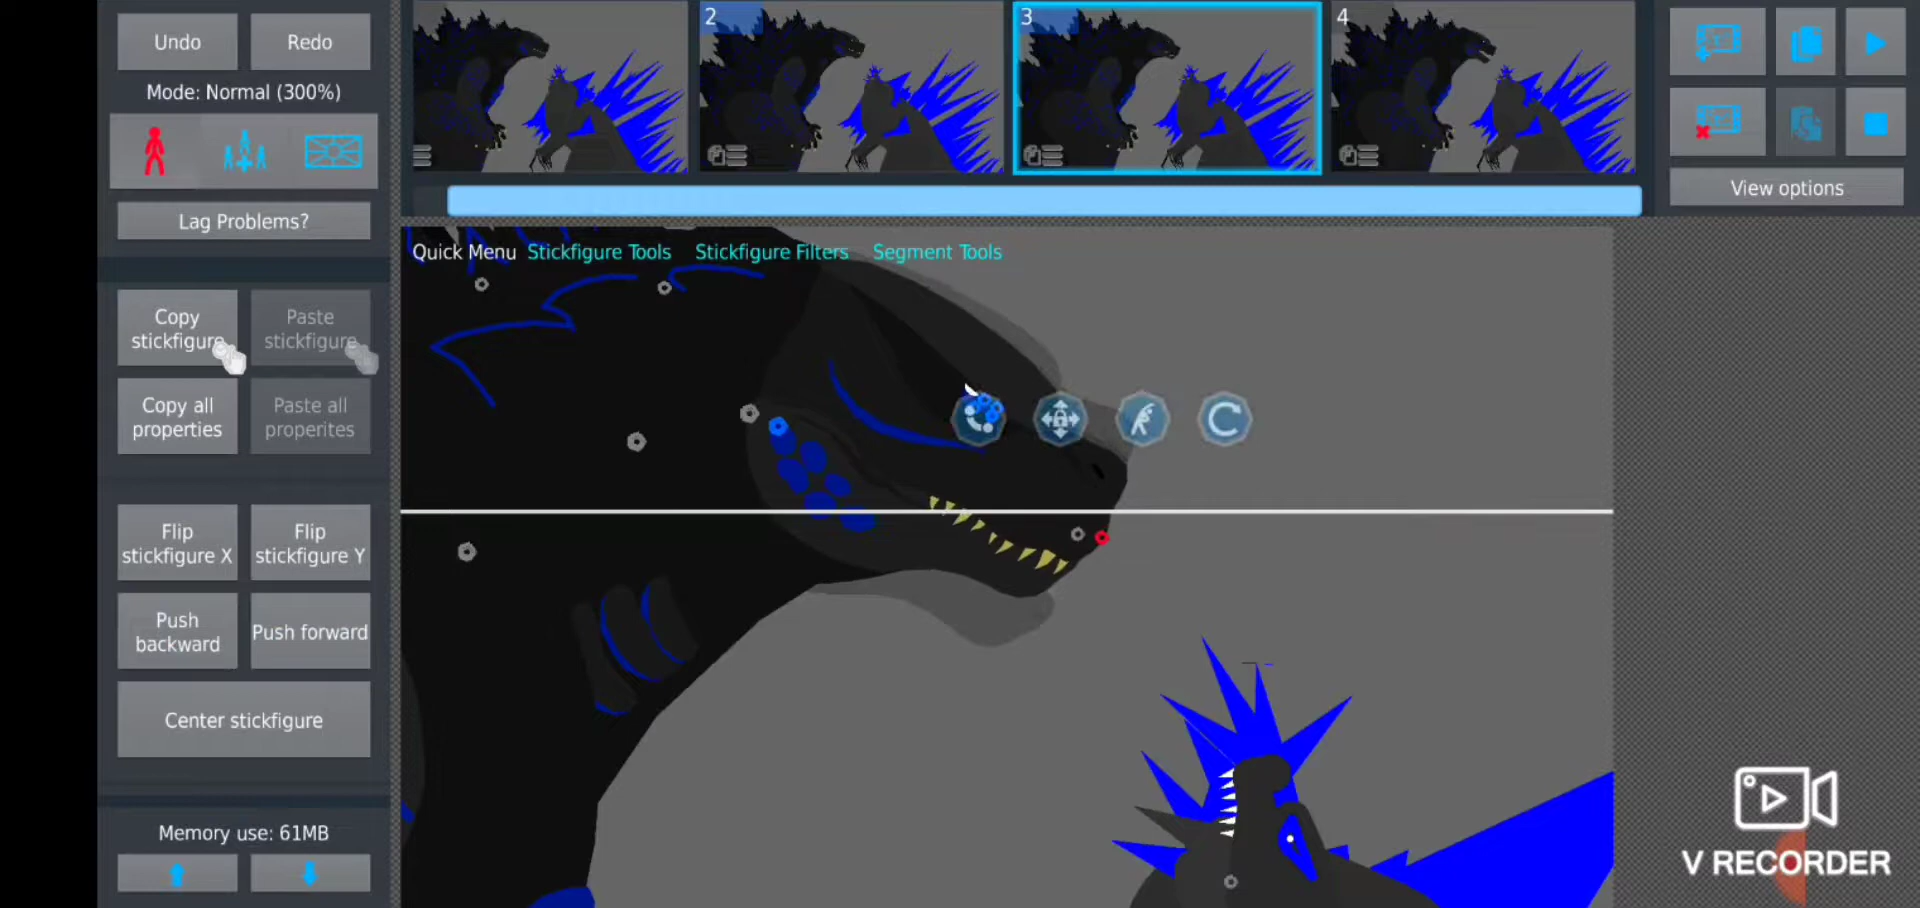 Undo
Redo
Mode: Normal (300%)
Lag Problems?
Copy
stickfigure
Paste
stickfigure
Copy all
properties
Paste all
properites
Flip
stickfigure X
Flip
stickfigure Y
Push
backward
Push forward
Center stickfigure
Memory use: 61MB
2
3
4
View options
Quick Menu Stickfigure Tools Stickfigure Filters Segment Tools
V RECORDER